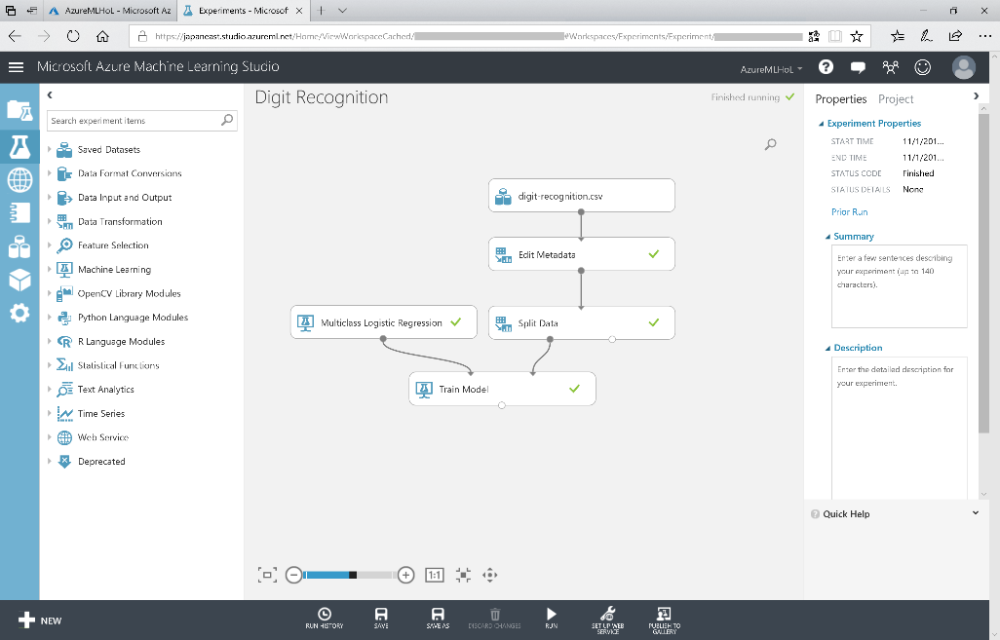 AzureMLHoL - Microsoft Az
Experiments - Microsof
https://japaneast.studio.azureml.net/Home/ViewWorkspaceCached/ #Workspaces/Experiments/Experiment/
Microsoft Azure Machine Learning Studio
AzureMLHoL
Search experiment items
Saved Datasets
Data Format Conversions
Data Input and Output
Data Transformation
Feature Selection
Machine Learning
OpenCV Library Modules
Python Language Modules
R Language Modules
Statistical Functions
Text Analytics
Time Series
Web Service
Deprecated
Digit Recognition
Finished running
digit-recognition.csv
Edit Metadata
Multiclass Logistic Regression
Split Data
Train Model
1:1
Properties Project
Experiment Properties
START TIME 11/1/201...
END TIME 11/1/201...
STATUS CODE Finished
STATUS DETAILS None
Prior Run
Summary
Enter a few sentences describing
your experiment (up to 140
characters).
Description
Enter the detailed description for
your experiment.
Quick Help
NEW
RUN HISTORY
SAVE
SAVE AS
DISCARD CHANGES
RUN
SET UP WEB
SERVICE
PUBLISH TO
GALLERY